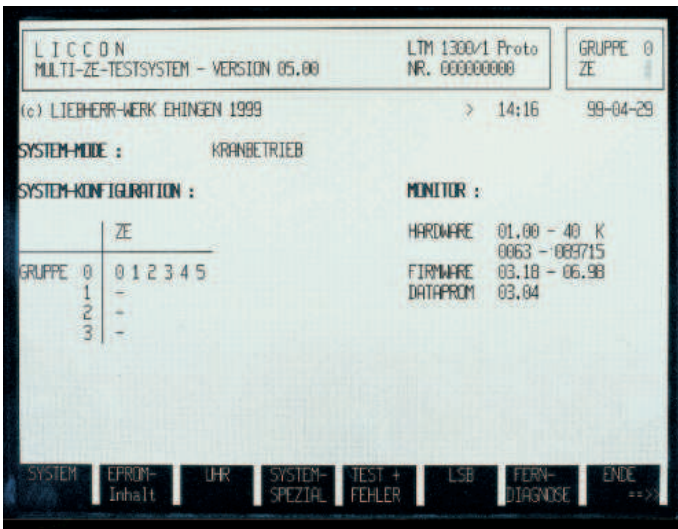 LICCON
MULTI-ZE-TESTSYSTEM - VERSION 05.00
LTM 1300/1 Proto
NR. 000000000
GRUPPE 0
ZE
(c) LIEBHERR-WERK EHINGEN 1999
> 14:16 99-04-29
SYSTEM-MODE : KRANBETRIEB
SYSTEM-KONFIGURATION :
ZE
GRUPPE 0 0 1 2 3 4 5
1 -
2 -
3 -
MONITOR :
HARDWARE 01.00 - 40 K
0063 - 089715
FIRMWARE 03.18 - 06.98
DATAPROM 03.04
SYSTEM
EPROM-
Inhalt
UHR
SYSTEM-
SPEZIAL
TEST +
FEHLER
LSB
FERN-
DIAGNOSE
ENDE
==>>